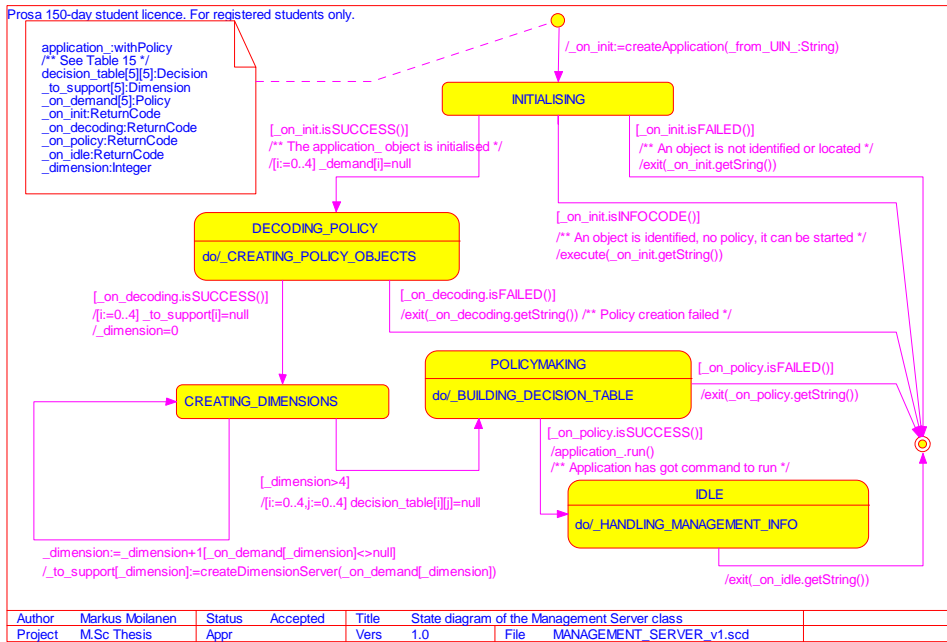 Prosa 150-day student licence. For registered students only.
application_:withPolicy
/** See Table 15 */
decision_table[5][5]:Decision
_to_support[5]:Dimension
_on_demand[5]:Policy
_on_init:ReturnCode
_on_decoding:ReturnCode
_on_policy:ReturnCode
_on_idle:ReturnCode
_dimension:Integer
/_on_init:=createApplication(_from_UIN_:String)
INITIALISING
[_on_init.isSUCCESS()]
/** The application_ object is initialised */
/[i:=0..4] _demand[i]=null
[_on_init.isFAILED()]
/** An object is not identified or located */
/exit(_on_init.getSring())
[_on_init.isINFOCODE()]
/** An object is identified, no policy, it can be started */
/execute(_on_init.getString())
DECODING_POLICY
do/_CREATING_POLICY_OBJECTS
[_on_decoding.isSUCCESS()]
/[i:=0..4] _to_support[i]=null
/_dimension=0
[_on_decoding.isFAILED()]
/exit(_on_decoding.getString()) /** Policy creation failed */
POLICYMAKING
do/_BUILDING_DECISION_TABLE
[_on_policy.isFAILED()]
/exit(_on_policy.getString())
CREATING_DIMENSIONS
[_on_policy.isSUCCESS()]
/application_.run()
/** Application has got command to run */
[_dimension>4]
/[i:=0..4,j:=0..4] decision_table[i][j]=null
IDLE
do/_HANDLING_MANAGEMENT_INFO
_dimension:=_dimension+1[_on_demand[_dimension]<>null]
/_to_support[_dimension]:=createDimensionServer(_on_demand[_dimension])
/exit(_on_idle.getString())
Author Markus Moilanen Status Accepted Title State diagram of the Management Server class
Project M.Sc Thesis Appr Vers 1.0 File MANAGEMENT_SERVER_v1.scd